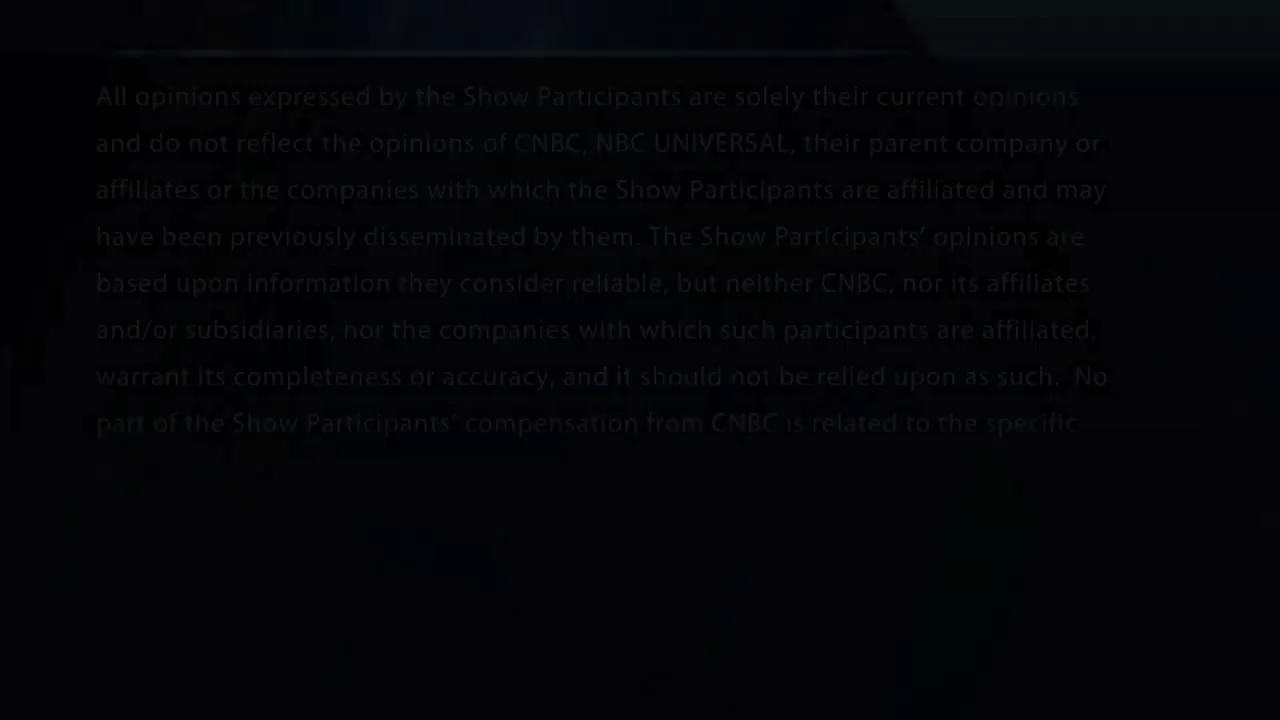 All opinions expressed by the Show Participants are solely their current opinions
and do not reflect the opinions of CNBC, NBC UNIVERSAL, their parent company or
affiliates or the companies with which the Show Participants are affiliated and may
have been previously disseminated by them. The Show Participants’ opinions are
based upon information they consider reliable, but neither CNBC, nor its affiliates
and/or subsidiaries, nor the companies with which such participants are affiliated,
warrant its completeness or accuracy, and it should not be relied upon as such.  No
part of the Show Participants’ compensation from CNBC is related to the specific